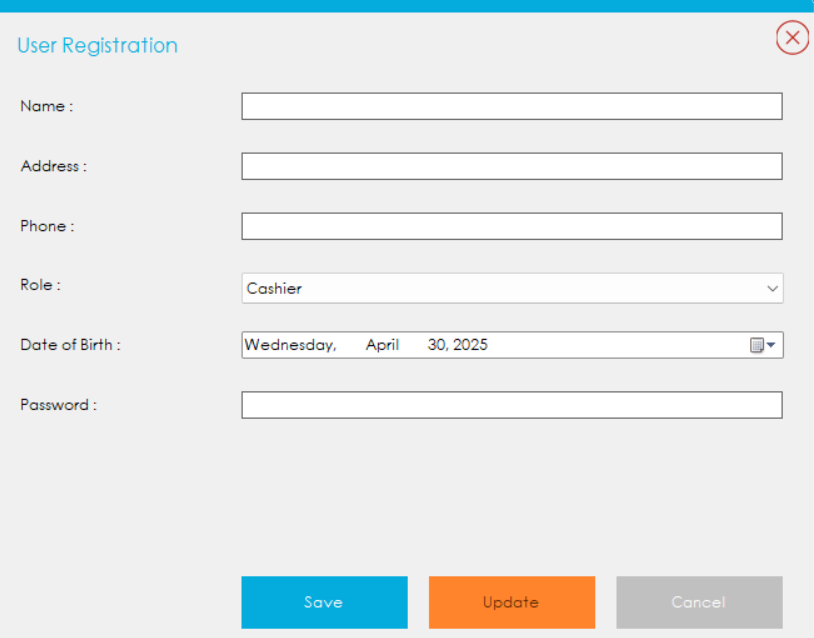 User Registration
Name :
Address :
Phone :
Role : Cashier
Date of Birth : Wednesday, April 30, 2025
Password :
Save Update Cancel